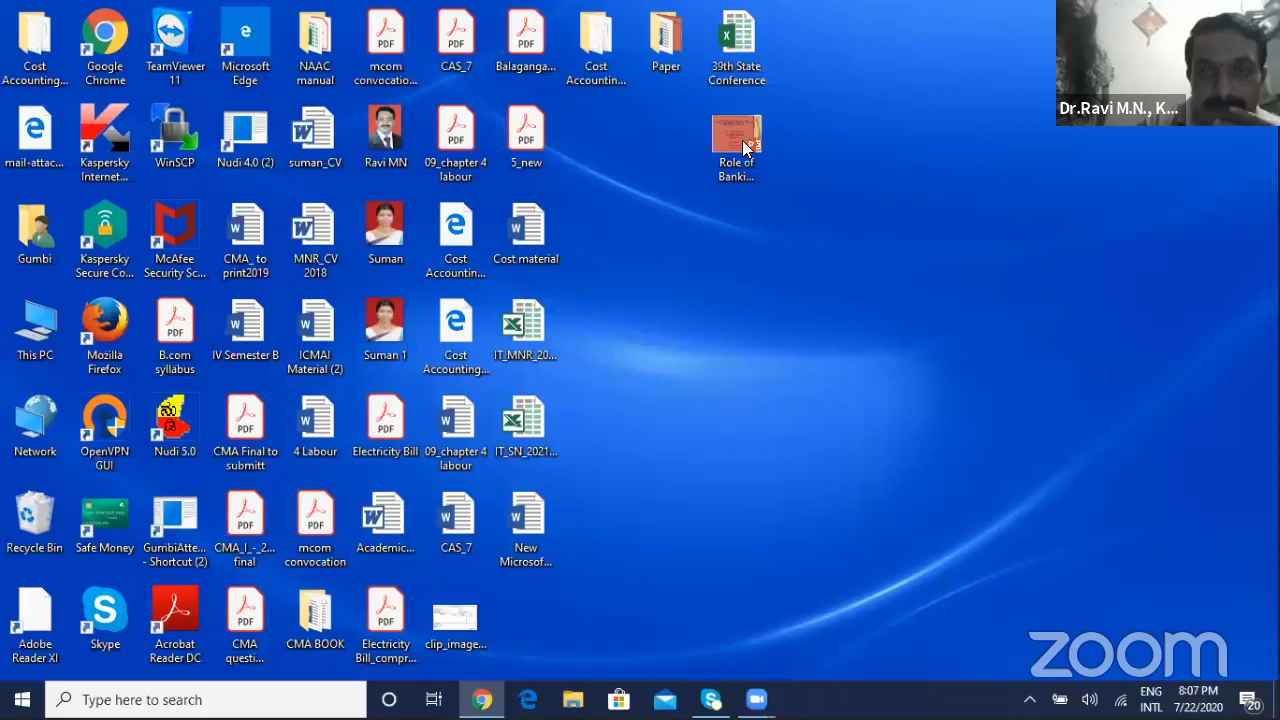 Cost
Accounting...
Google
Chrome
TeamViewer
11
Microsoft
Edge
NAAC
manual
mcom
convocatio...
CAS_7
Balaganga...
Cost
Accountin...
Paper
39th State
Conference
Dr.Ravi M.N., K...
mail-attac...
Kaspersky
Internet...
WinSCP
Nudi 4.0 (2)
suman_CV
Ravi MN
09_chapter 4
labour
5_new
Role of
Banki...
Gumbi
Kaspersky
Secure Co...
McAfee
Security Sc...
CMA_ to
print2019
MNR_CV
2018
Suman
Cost
Accountin...
Cost material
This PC
Mozilla
Firefox
B.com
syllabus
IV Semester B
ICMAI
Material (2)
Suman 1
Cost
Accounting...
IT_MNR_20...
Network
OpenVPN
GUI
Nudi 5.0
CMA Final to
submitt
4 Labour
Electricity Bill
09_chapter 4
labour
IT_SN_2021...
Recycle Bin
Safe Money
GumbiAtte...
- Shortcut (2)
CMA_I_-_2...
final
mcom
convocation
Academic...
CAS_7
New
Microsof...
Adobe
Reader XI
Skype
Acrobat
Reader DC
CMA
questi...
CMA BOOK
Electricity
Bill_compr...
clip_image...
zoom
Type here to search
ENG
INTL
8:07 PM
7/22/2020
20